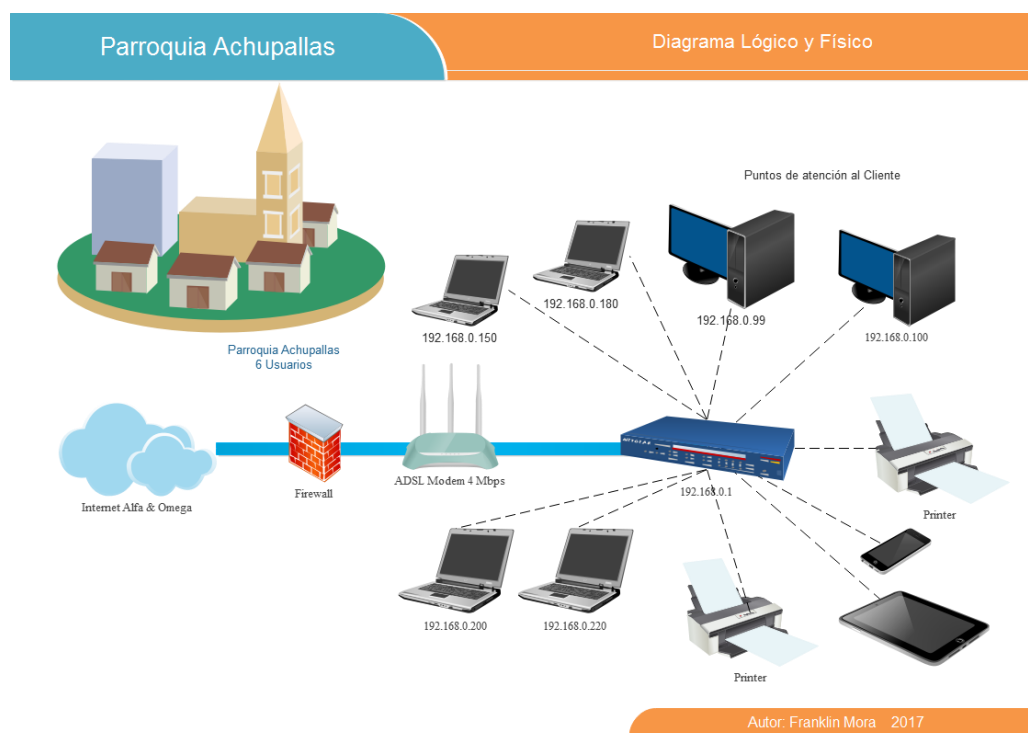 Parroquia Achupallas
Diagrama Lógico y Físico
Puntos de atención al Cliente
192.168.0.180
192.168.0.99
192.168.0.150
192.168.0.100
Parroquia Achupallas
6 Usuarios
Internet Alfa & Omega
Firewall
ADSL Modem 4 Mbps
NETGEAR
192.168.0.1
Printer
192.168.0.200
192.168.0.220
Printer
Autor: Franklin Mora 2017